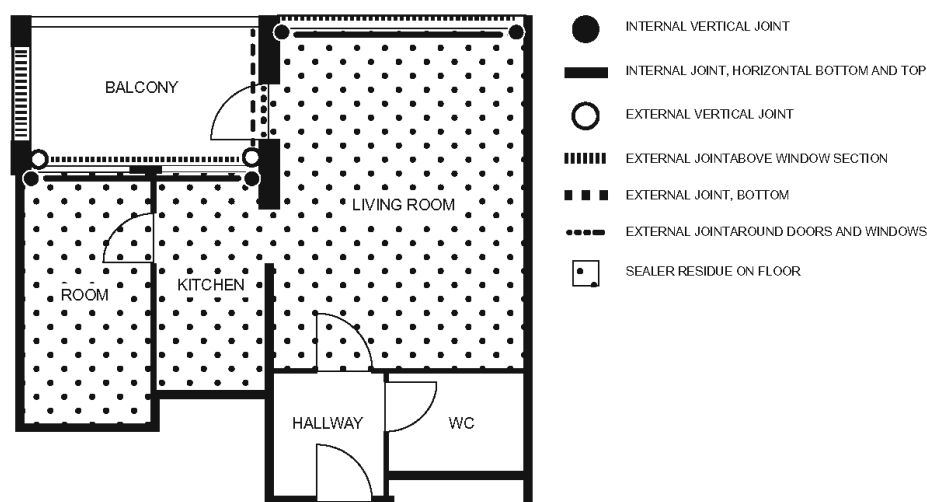 BALCONY
LIVING ROOM
ROOM
KITCHEN
HALLWAY
WC
INTERNAL VERTICAL JOINT
INTERNAL JOINT, HORIZONTAL BOTTOM AND TOP
EXTERNAL VERTICAL JOINT
EXTERNAL JOINTABOVE WINDOW SECTION
EXTERNAL JOINT, BOTTOM
EXTERNAL JOINTAROUND DOORS AND WINDOWS
SEALER RESIDUE ON FLOOR